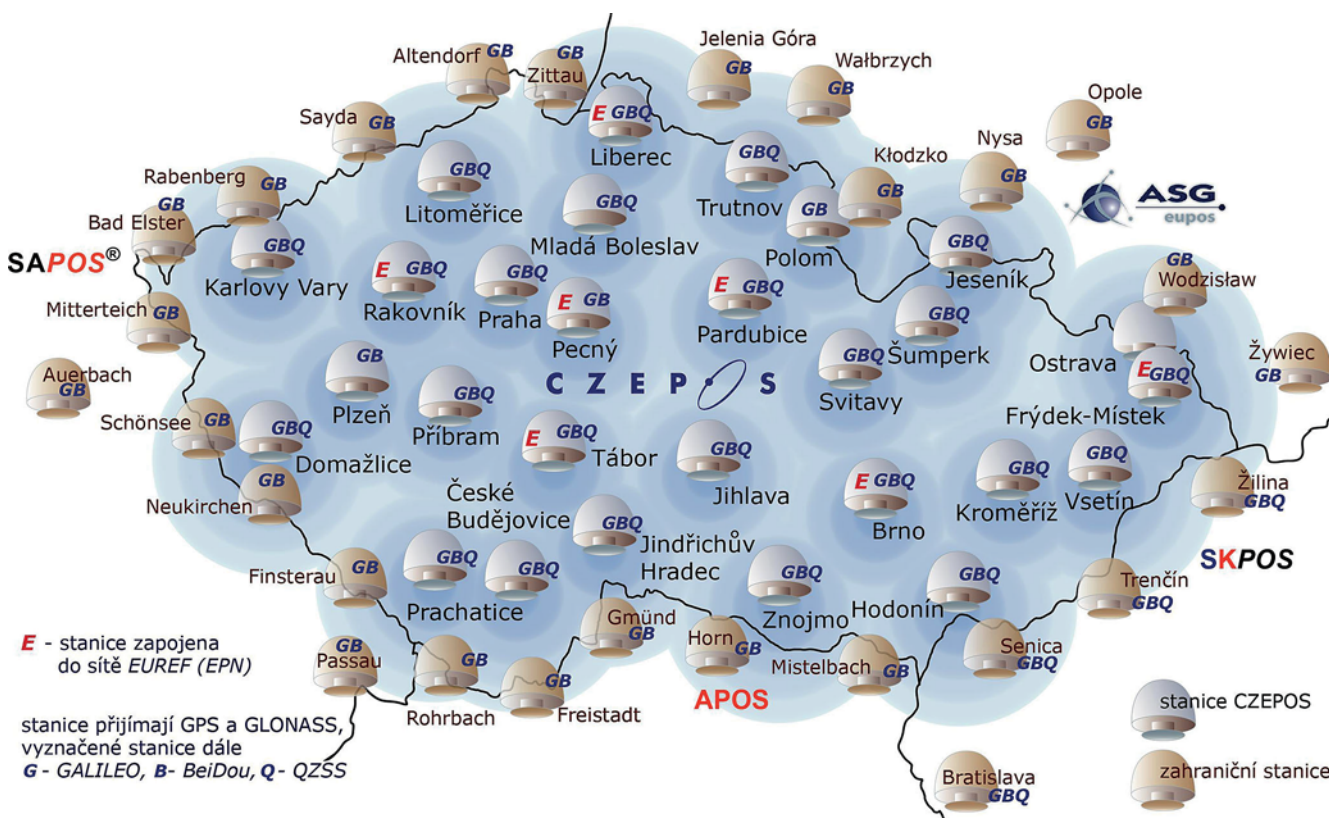 Altendorf GB
Zittau GB
Jelenia Góra
GB
Wałbrzych
GB
Opole
GB
Sayda GB
E GBQ
Liberec
Nysa
GB
GBQ
Litoměřice
GBQ
Trutnov
Kłodzko
GB
ASG
eupos
Rabenberg
GB
Bad Elster
GB
GBQ
Mladá Boleslav
GB
Polom
SAPOS®
GBQ
Karlovy Vary
GBQ
Jeseník
GB
Wodzisław
E GBQ
Rakovník
GBQ
Praha
E GB
Pecný
E GBQ
Pardubice
Mitterteich
GB
GBQ
Šumperk
Ostrava
Żywiec
GB
GB
Plzeň
CZEPOS
GBQ
Svitavy
E
GBQ
Frýdek-Místek
Auerbach
GB
GBQ
Příbram
Schönsee GB
GBQ
Domažlice
E GBQ
Tábor
GBQ
Jihlava
E GBQ
Brno
GBQ
Kroměříž
GBQ
Vsetín
Žilina
GBQ
GB
Neukirchen
České
Budějovice
GBQ
Jindřichův
Hradec
SKPOS
Finsterau
GB
GBQ
Prachatice
GBQ
GBQ
Znojmo
GBQ
Hodonín
Trenčín
GBQ
Gmünd
GB
Horn
GB
Mistelbach
GB
Senica
GBQ
E - stanice zapojena
do sítě EUREF (EPN)
GB
Passau
GB
Rohrbach
GB
Freistadt
APOS
stanice CZEPOS
stanice přijímají GPS a GLONASS,
vyznačené stanice dále
G - GALILEO, B- BeiDou, Q - QZSS
Bratislava
GBQ
zahraniční stanice